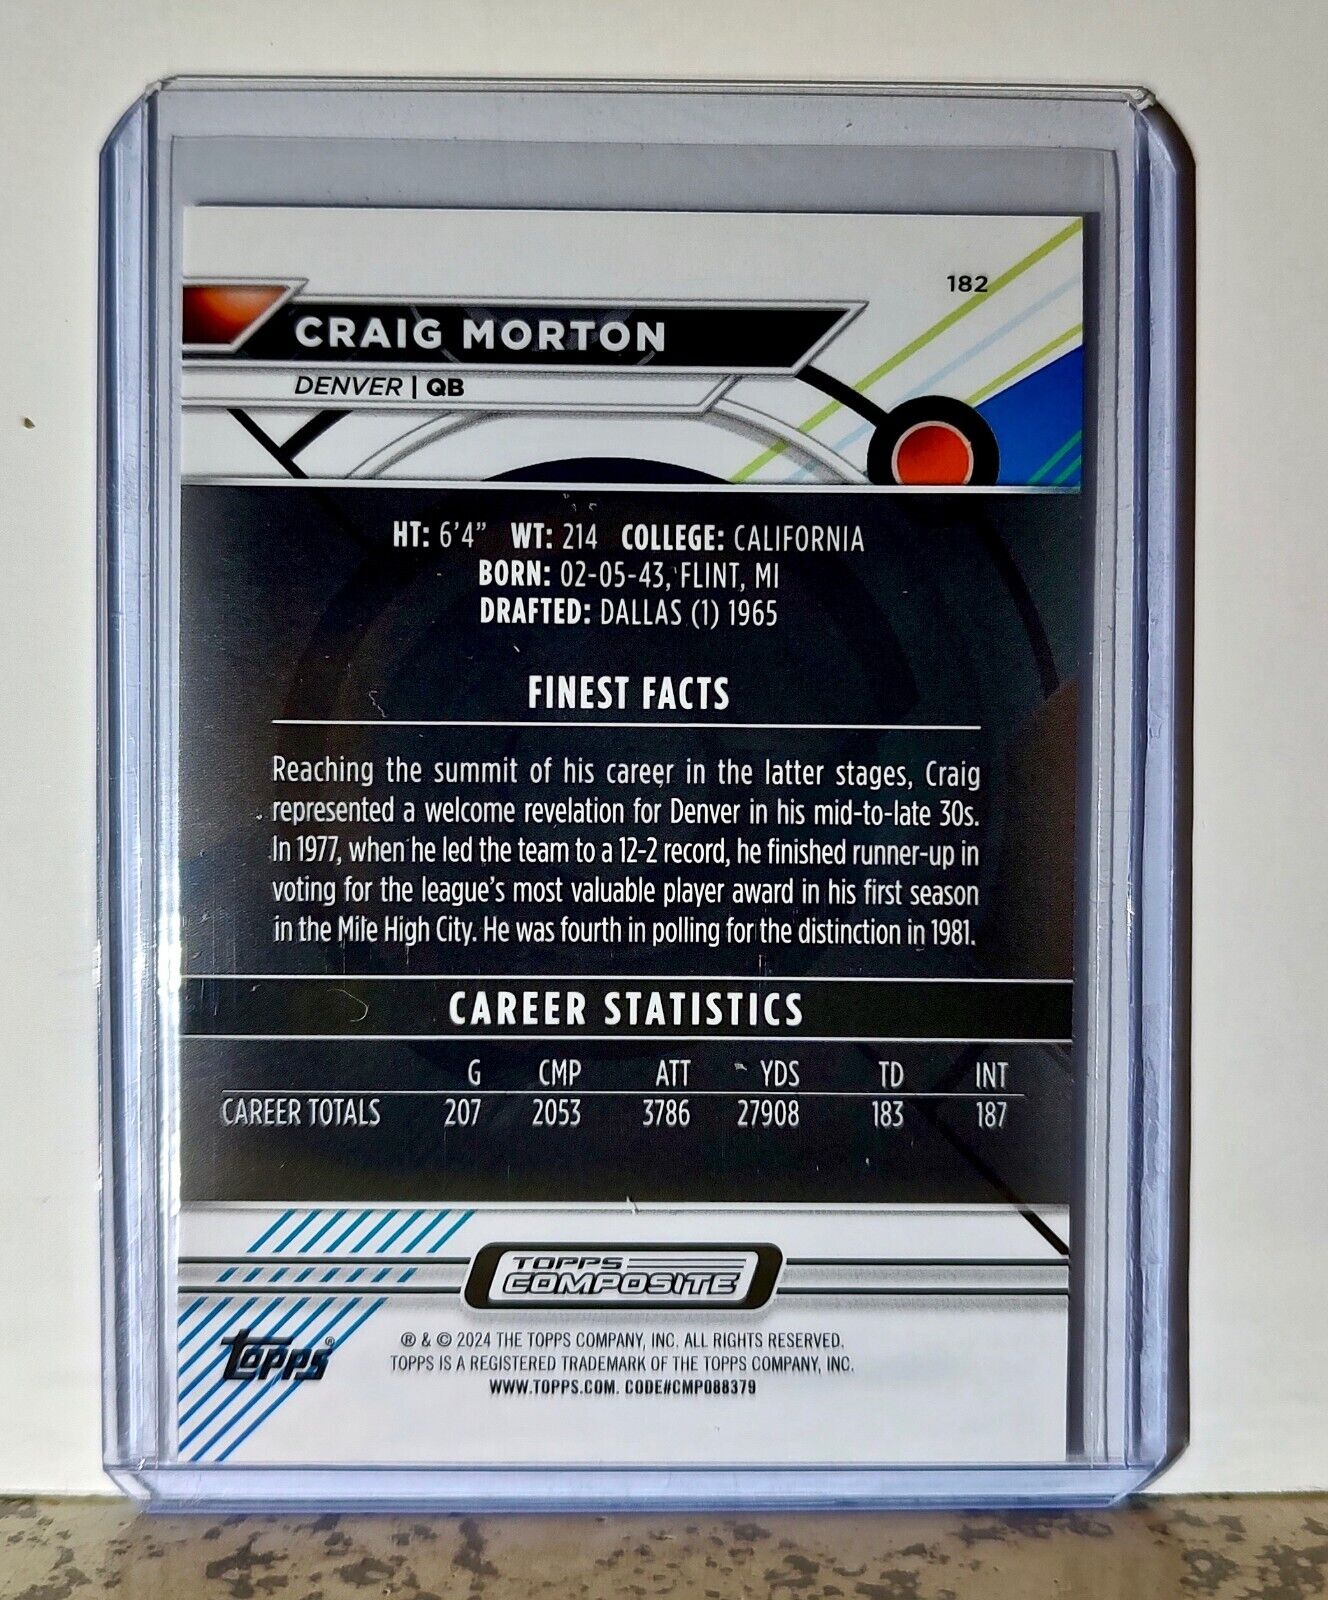 182
CRAIG MORTON
DENVER | QB
HT: 6'4" WT: 214 COLLEGE: CALIFORNIA
BORN: 02-05-43, FLINT, MI
DRAFTED: DALLAS (1) 1965
FINEST FACTS
Reaching the summit of his career in the latter stages, Craig
represented a welcome revelation for Denver in his mid-to-late 30s.
In 1977, when he led the team to a 12-2 record, he finished runner-up in
voting for the league's most valuable player award in his first season
in the Mile High City. He was fourth in polling for the distinction in 1981.
CAREER STATISTICS
G CMP ATT YDS TD INT
CAREER TOTALS 207 2053 3786 27908 183 187
TOPPS
COMPOSITE
topps®
® & © 2024 THE TOPPS COMPANY, INC. ALL RIGHTS RESERVED.
TOPPS IS A REGISTERED TRADEMARK OF THE TOPPS COMPANY, INC.
WWW.TOPPS.COM. CODE#CMP088379